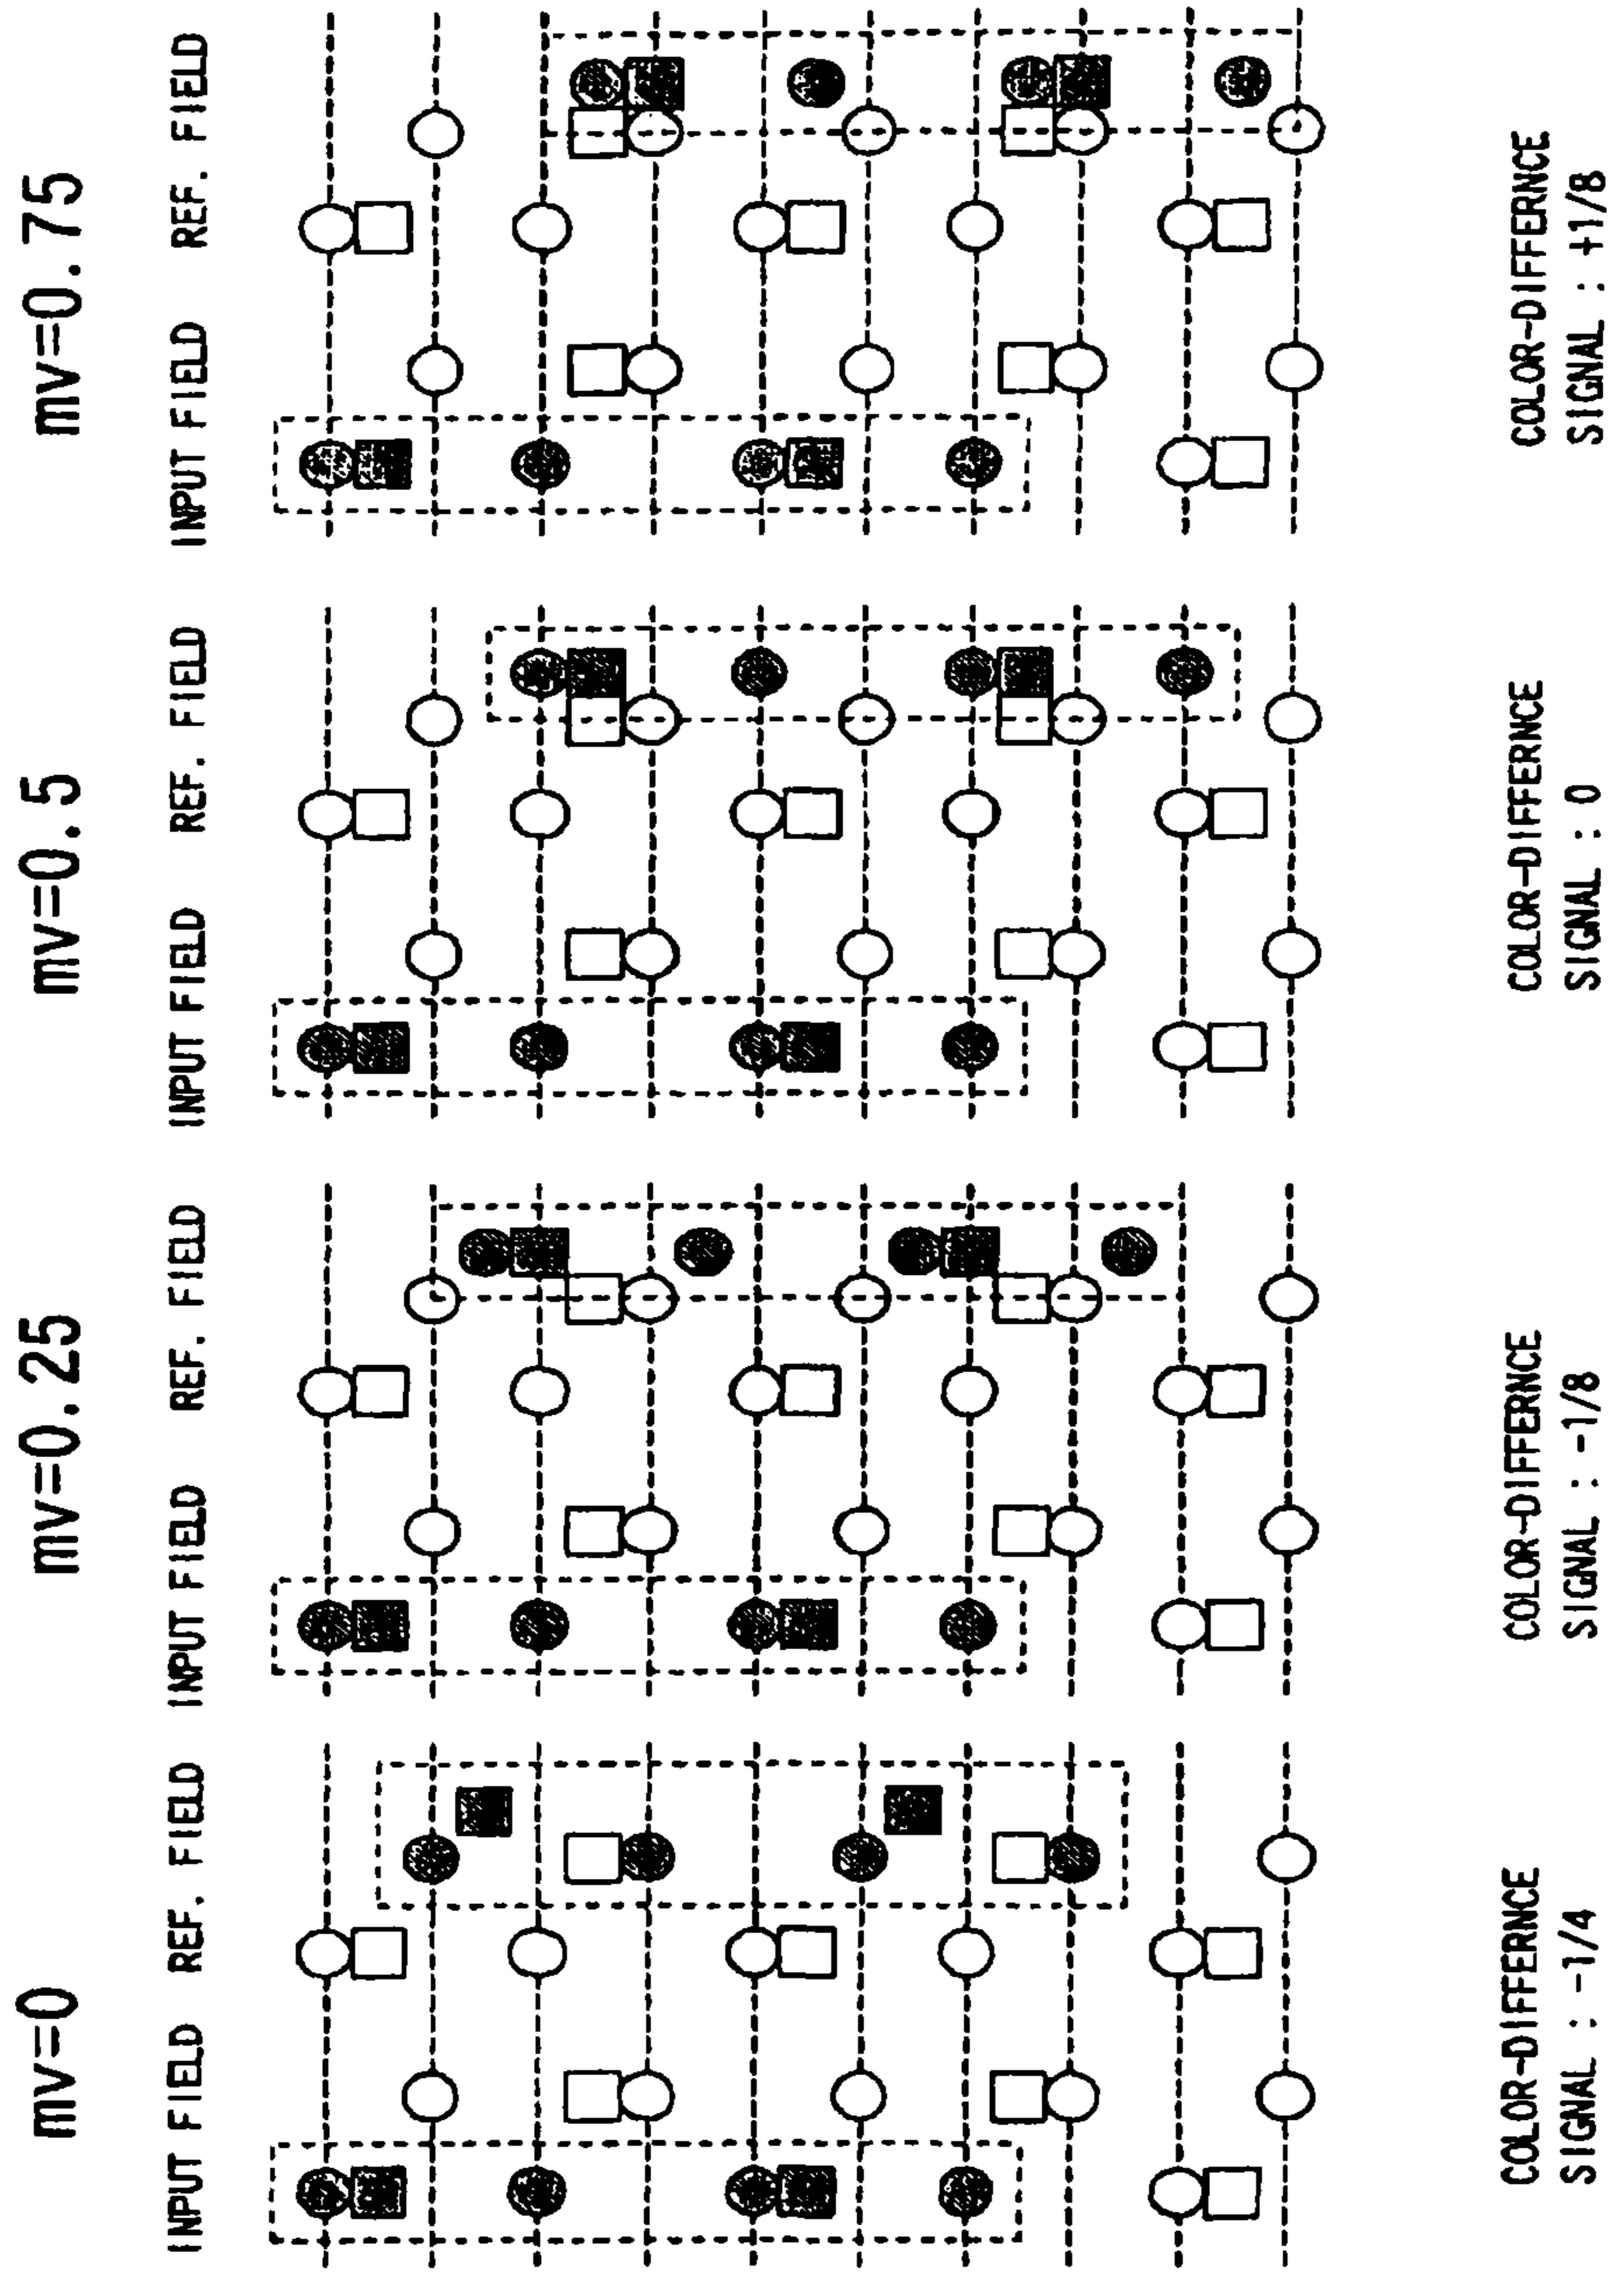 mv=0
INPUT FIELD REF. FIELD
COLOR-DIFFERNCE
SIGNAL : -1/4
mv=0.25
INPUT FIELD REF. FIELD
COLOR-DIFFERNCE
SIGNAL : -1/8
mv=0.5
INPUT FIELD REF. FIELD
COLOR-DIFFERNCE
SIGNAL : 0
mv=0.75
INPUT FIELD REF. FIELD
COLOR-DIFFERNCE
SIGNAL : +1/8